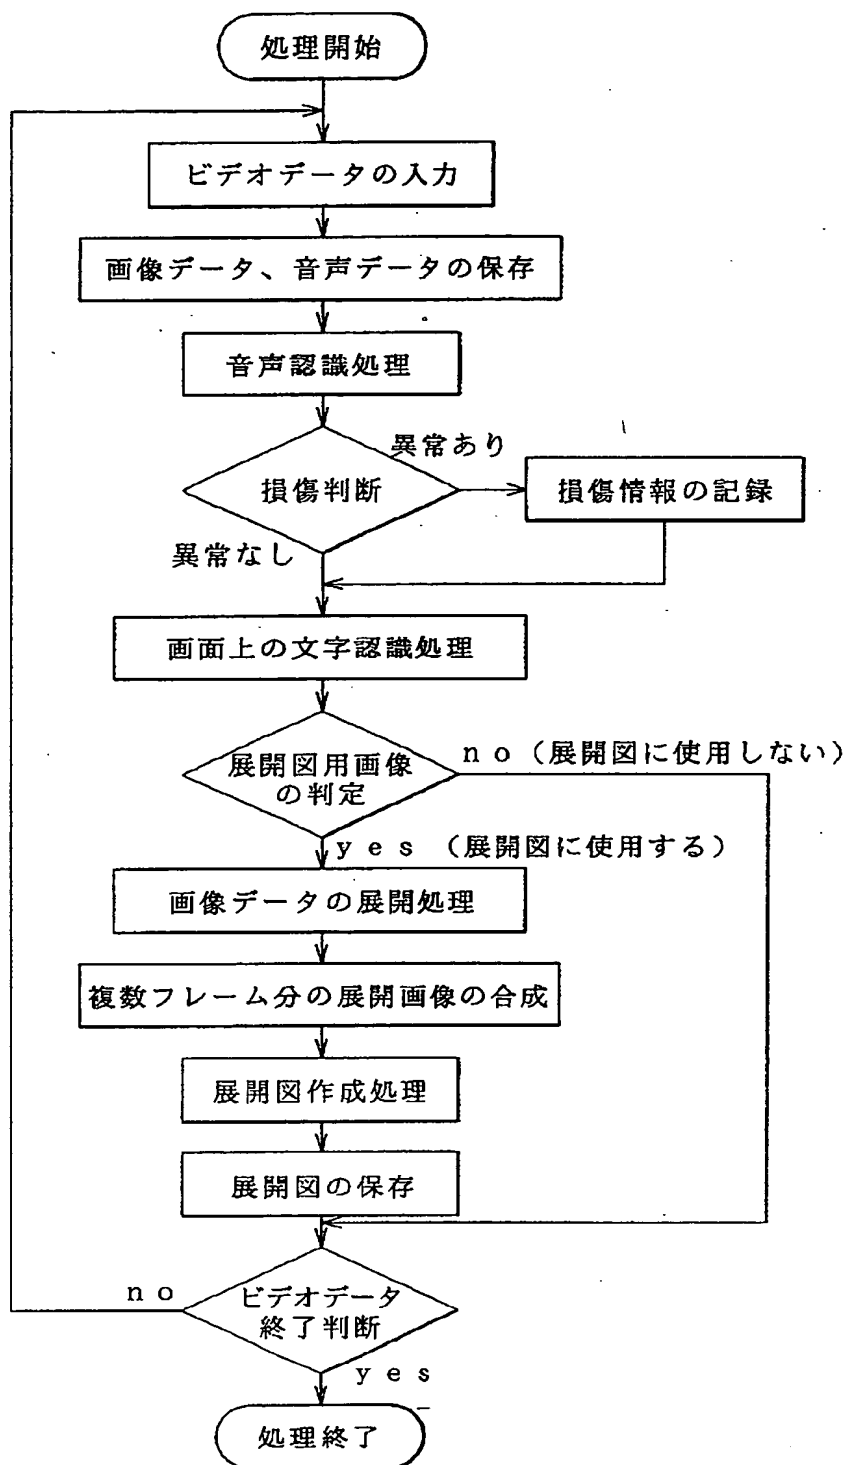 処理開始
ビデオデータの入力
画像データ、音声データの保存
音声認識処理
異常あり
損傷判断
損傷情報の記録
異常なし
画面上の文字認識処理
no（展開図に使用しない）
展開図用画像
の判定
yes（展開図に使用する）
画像データの展開処理
複数フレーム分の展開画像の合成
展開図作成処理
展開図の保存
no
ビデオデータ
終了判断
yes
処理終了